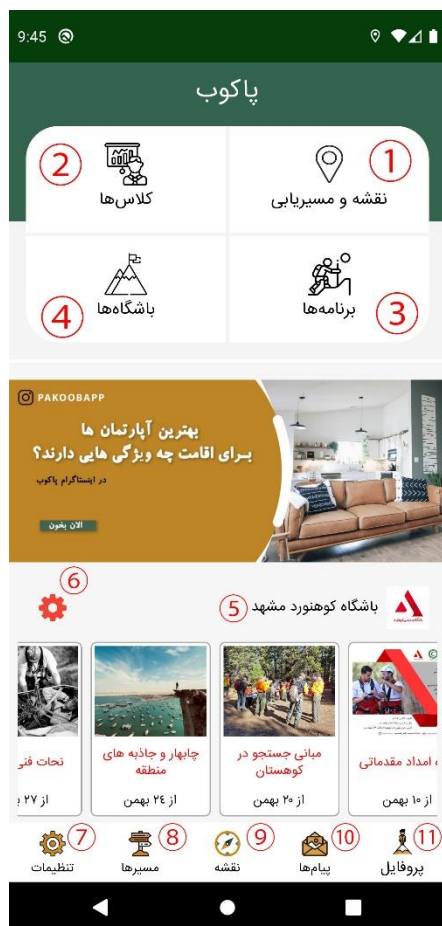 9:45
پاکوب
1
نقشه و مسیریابی
2
کلاس‌ها
3
برنامه‌ها
4
باشگاه‌ها
PAKOOBAPP
بهترین آپارتمان ها
بـرای اقامت چه ویژگی هایی دارند؟
در اینستاگرام پاکوب
الان بخون
باشگاه کوهنورد مشهد
5
6
ه امداد مقدماتی
از ۱۰ بهمن
مبانی جستجو در
کوهستان
از ۲۰ بهمن
چابهار و جاذبه های
منطقه
از ۲۴ بهمن
نحات فنی
از ۲۷
11
پروفایل
10
پیام‌ها
9
نقشه
8
مسیرها
7
تنظیمات